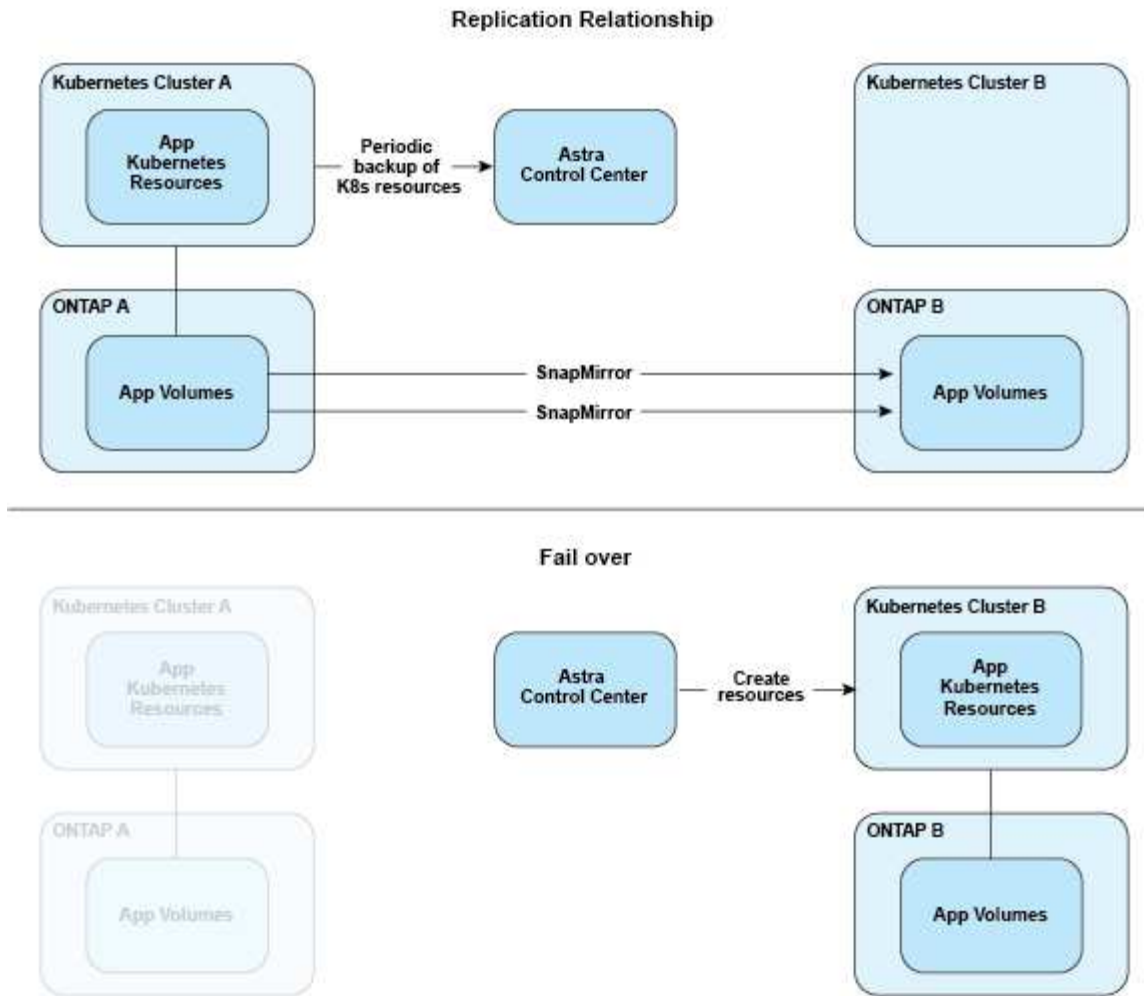 Replication Relationship
Kubernetes Cluster A
App
Kubernetes
Resources
Periodic
backup of
K8s resources
Astra
Control Center
Kubernetes Cluster B
ONTAP A
App Volumes
SnapMirror
SnapMirror
ONTAP B
App Volumes
Fail over
Kubernetes Cluster A
App
Kubernetes
Resources
Astra
Control Center
Create
resources
Kubernetes Cluster B
App
Kubernetes
Resources
ONTAP A
App Volumes
ONTAP B
App Volumes